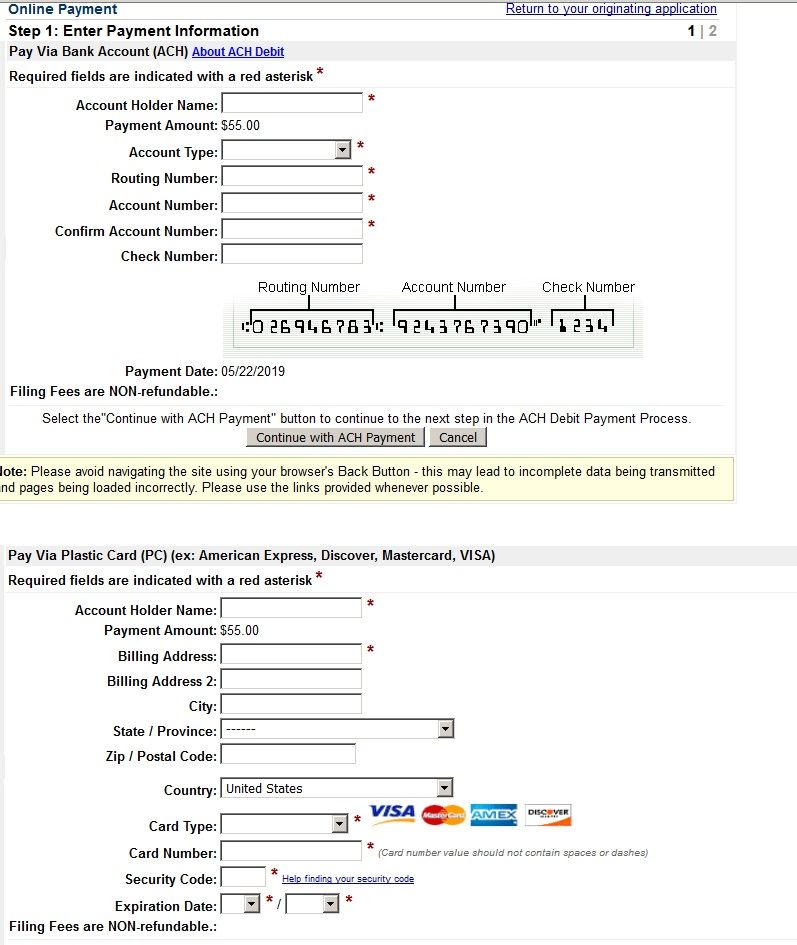 Online Payment Return to your originating application
Step 1: Enter Payment Information 1 | 2
Pay Via Bank Account (ACH) About ACH Debit
Required fields are indicated with a red asterisk *
Account Holder Name: *
Payment Amount: $55.00
Account Type: *
Routing Number: *
Account Number: *
Confirm Account Number: *
Check Number:
Routing Number Account Number Check Number
⑆026946783⑆ 9243767390⑈ 1234
Payment Date: 05/22/2019
Filing Fees are NON-refundable.:
Select the"Continue with ACH Payment" button to continue to the next step in the ACH Debit Payment Process.
Continue with ACH Payment Cancel
ote: Please avoid navigating the site using your browser's Back Button - this may lead to incomplete data being transmitted
nd pages being loaded incorrectly. Please use the links provided whenever possible.
Pay Via Plastic Card (PC) (ex: American Express, Discover, Mastercard, VISA)
Required fields are indicated with a red asterisk *
Account Holder Name: *
Payment Amount: $55.00
Billing Address: *
Billing Address 2:
City:
State / Province: ------
Zip / Postal Code:
Country: United States
VISA MasterCard AMEX DISCOVER
Card Type: *
Card Number: * (Card number value should not contain spaces or dashes)
Security Code: * Help finding your security code
Expiration Date: * / *
Filing Fees are NON-refundable.: